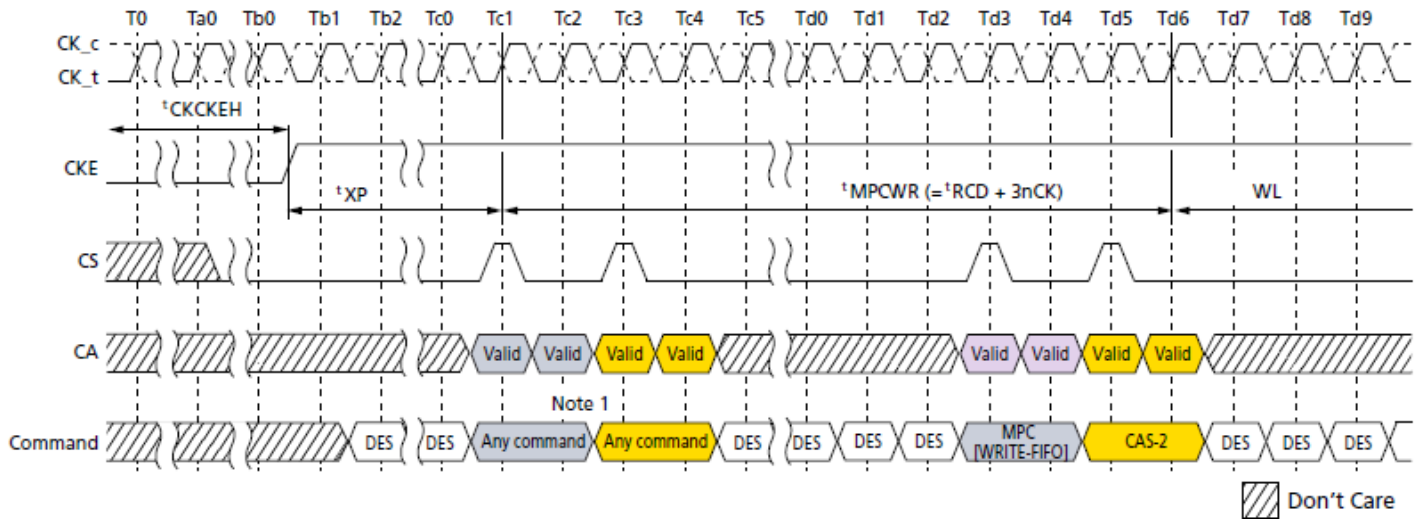 T0 Ta0 Tb0 Tb1 Tb2 Tc0 Tc1 Tc2 Tc3 Tc4 Tc5 Td0 Td1 Td2 Td3 Td4 Td5 Td6 Td7 Td8 Td9
CK_c
CK_t
tCKCKEH
CKE
tXP tMPCWR (= tRCD + 3nCK) WL
CS
CA Valid Valid Valid Valid Valid Valid Valid Valid
Note 1
Command DES DES Any command Any command DES DES DES DES MPC [WRITE-FIFO] CAS-2 DES DES DES
Don't Care